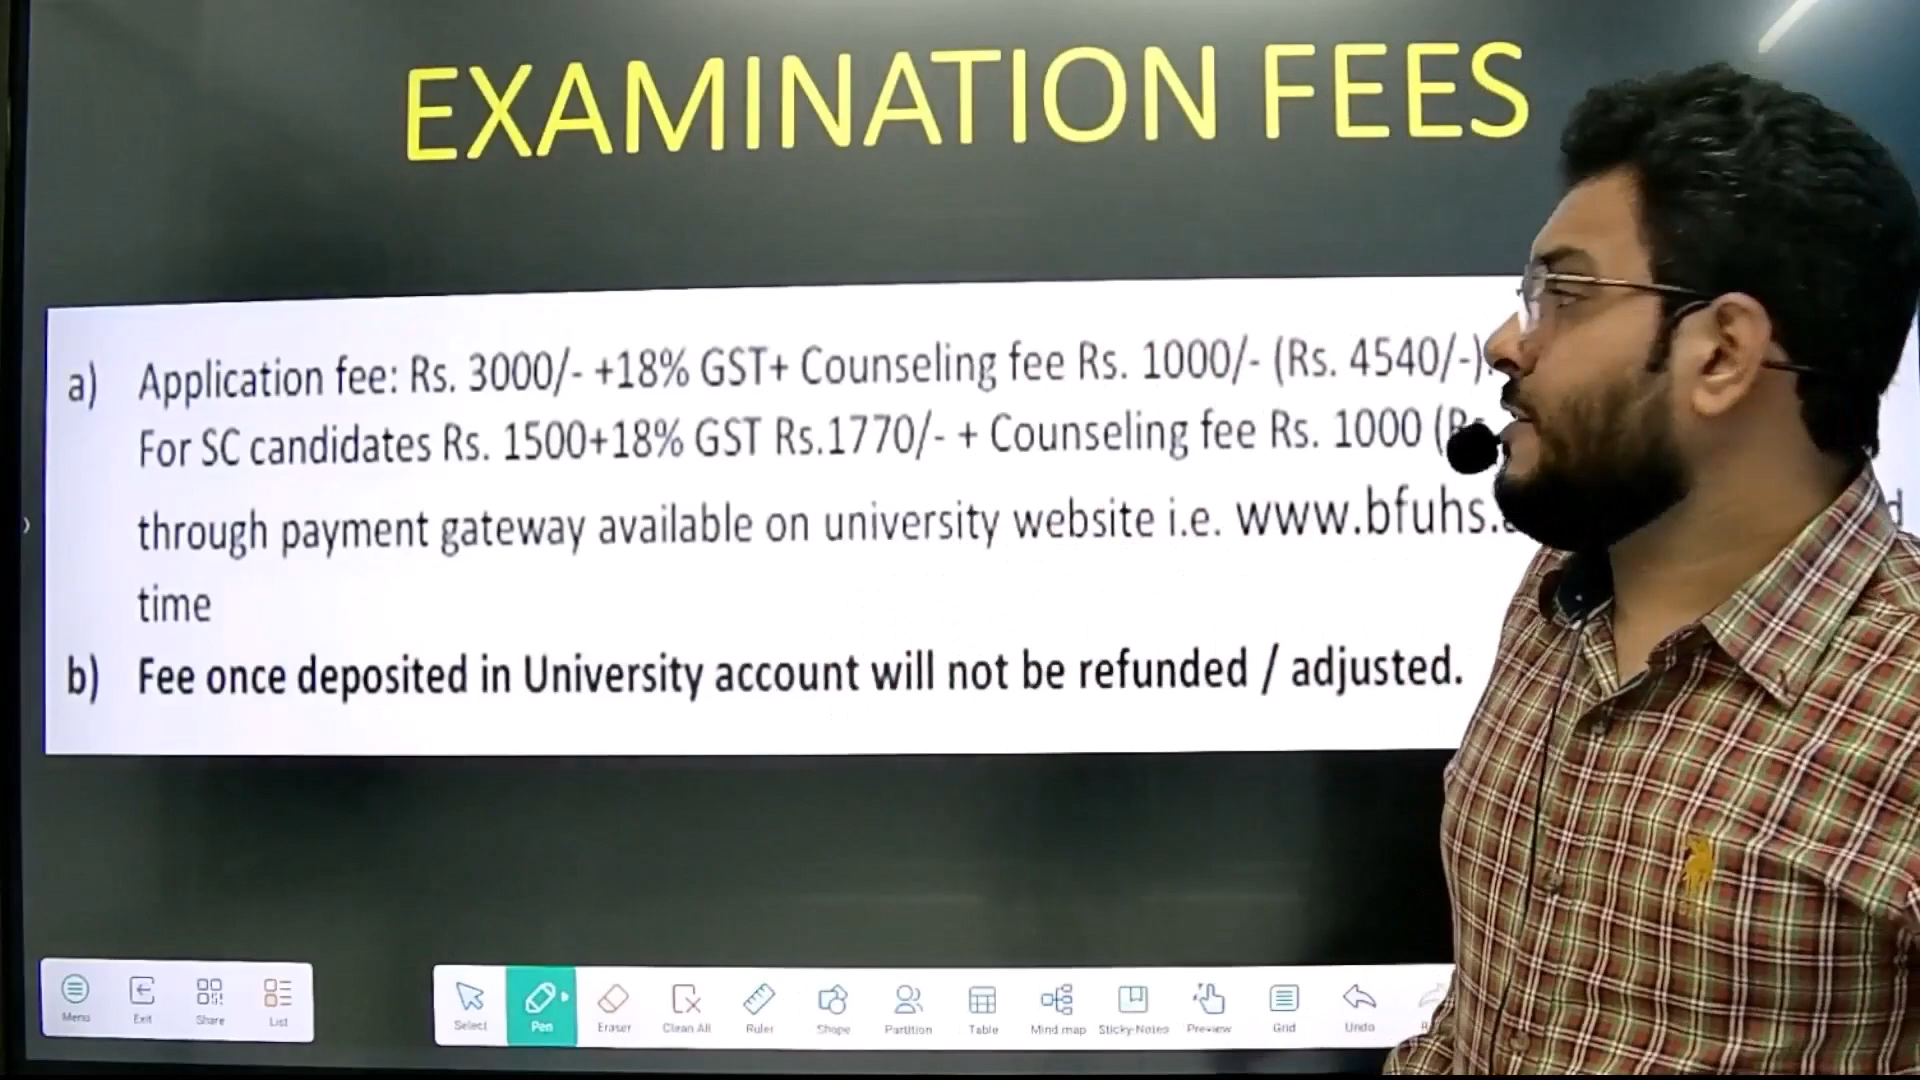 EXAMINATION FEES
a) Application fee: Rs. 3000/- +18% GST+ Counseling fee Rs. 1000/- (Rs. 4540/-).
For SC candidates Rs. 1500+18% GST Rs.1770/- + Counseling fee Rs. 1000
through payment gateway available on university website i.e. www.bfuhs.
time
b) Fee once deposited in University account will not be refunded / adjusted.
Menu Exit Share List Select Pen Eraser Clean All Ruler Shape Partition Table Mind map Sticky-Notes Preview Grid Undo